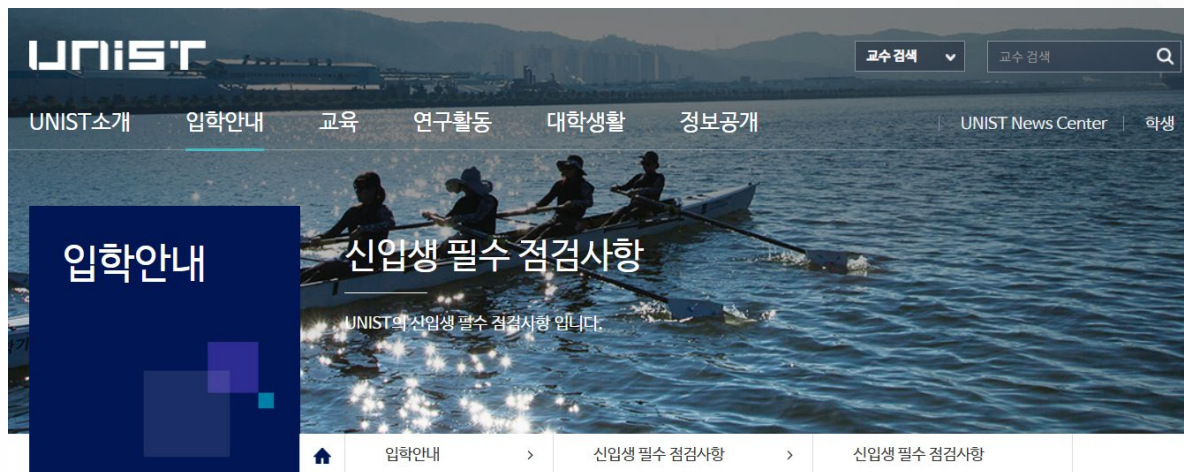 UNIST
교수 검색
교수 검색
UNIST소개 입학안내 교육 연구활동 대학생활 정보공개 UNIST News Center 학생
입학안내
신입생 필수 점검사항
UNIST의 신입생 필수 점검사항 입니다.
입학안내 > 신입생 필수 점검사항 > 신입생 필수 점검사항